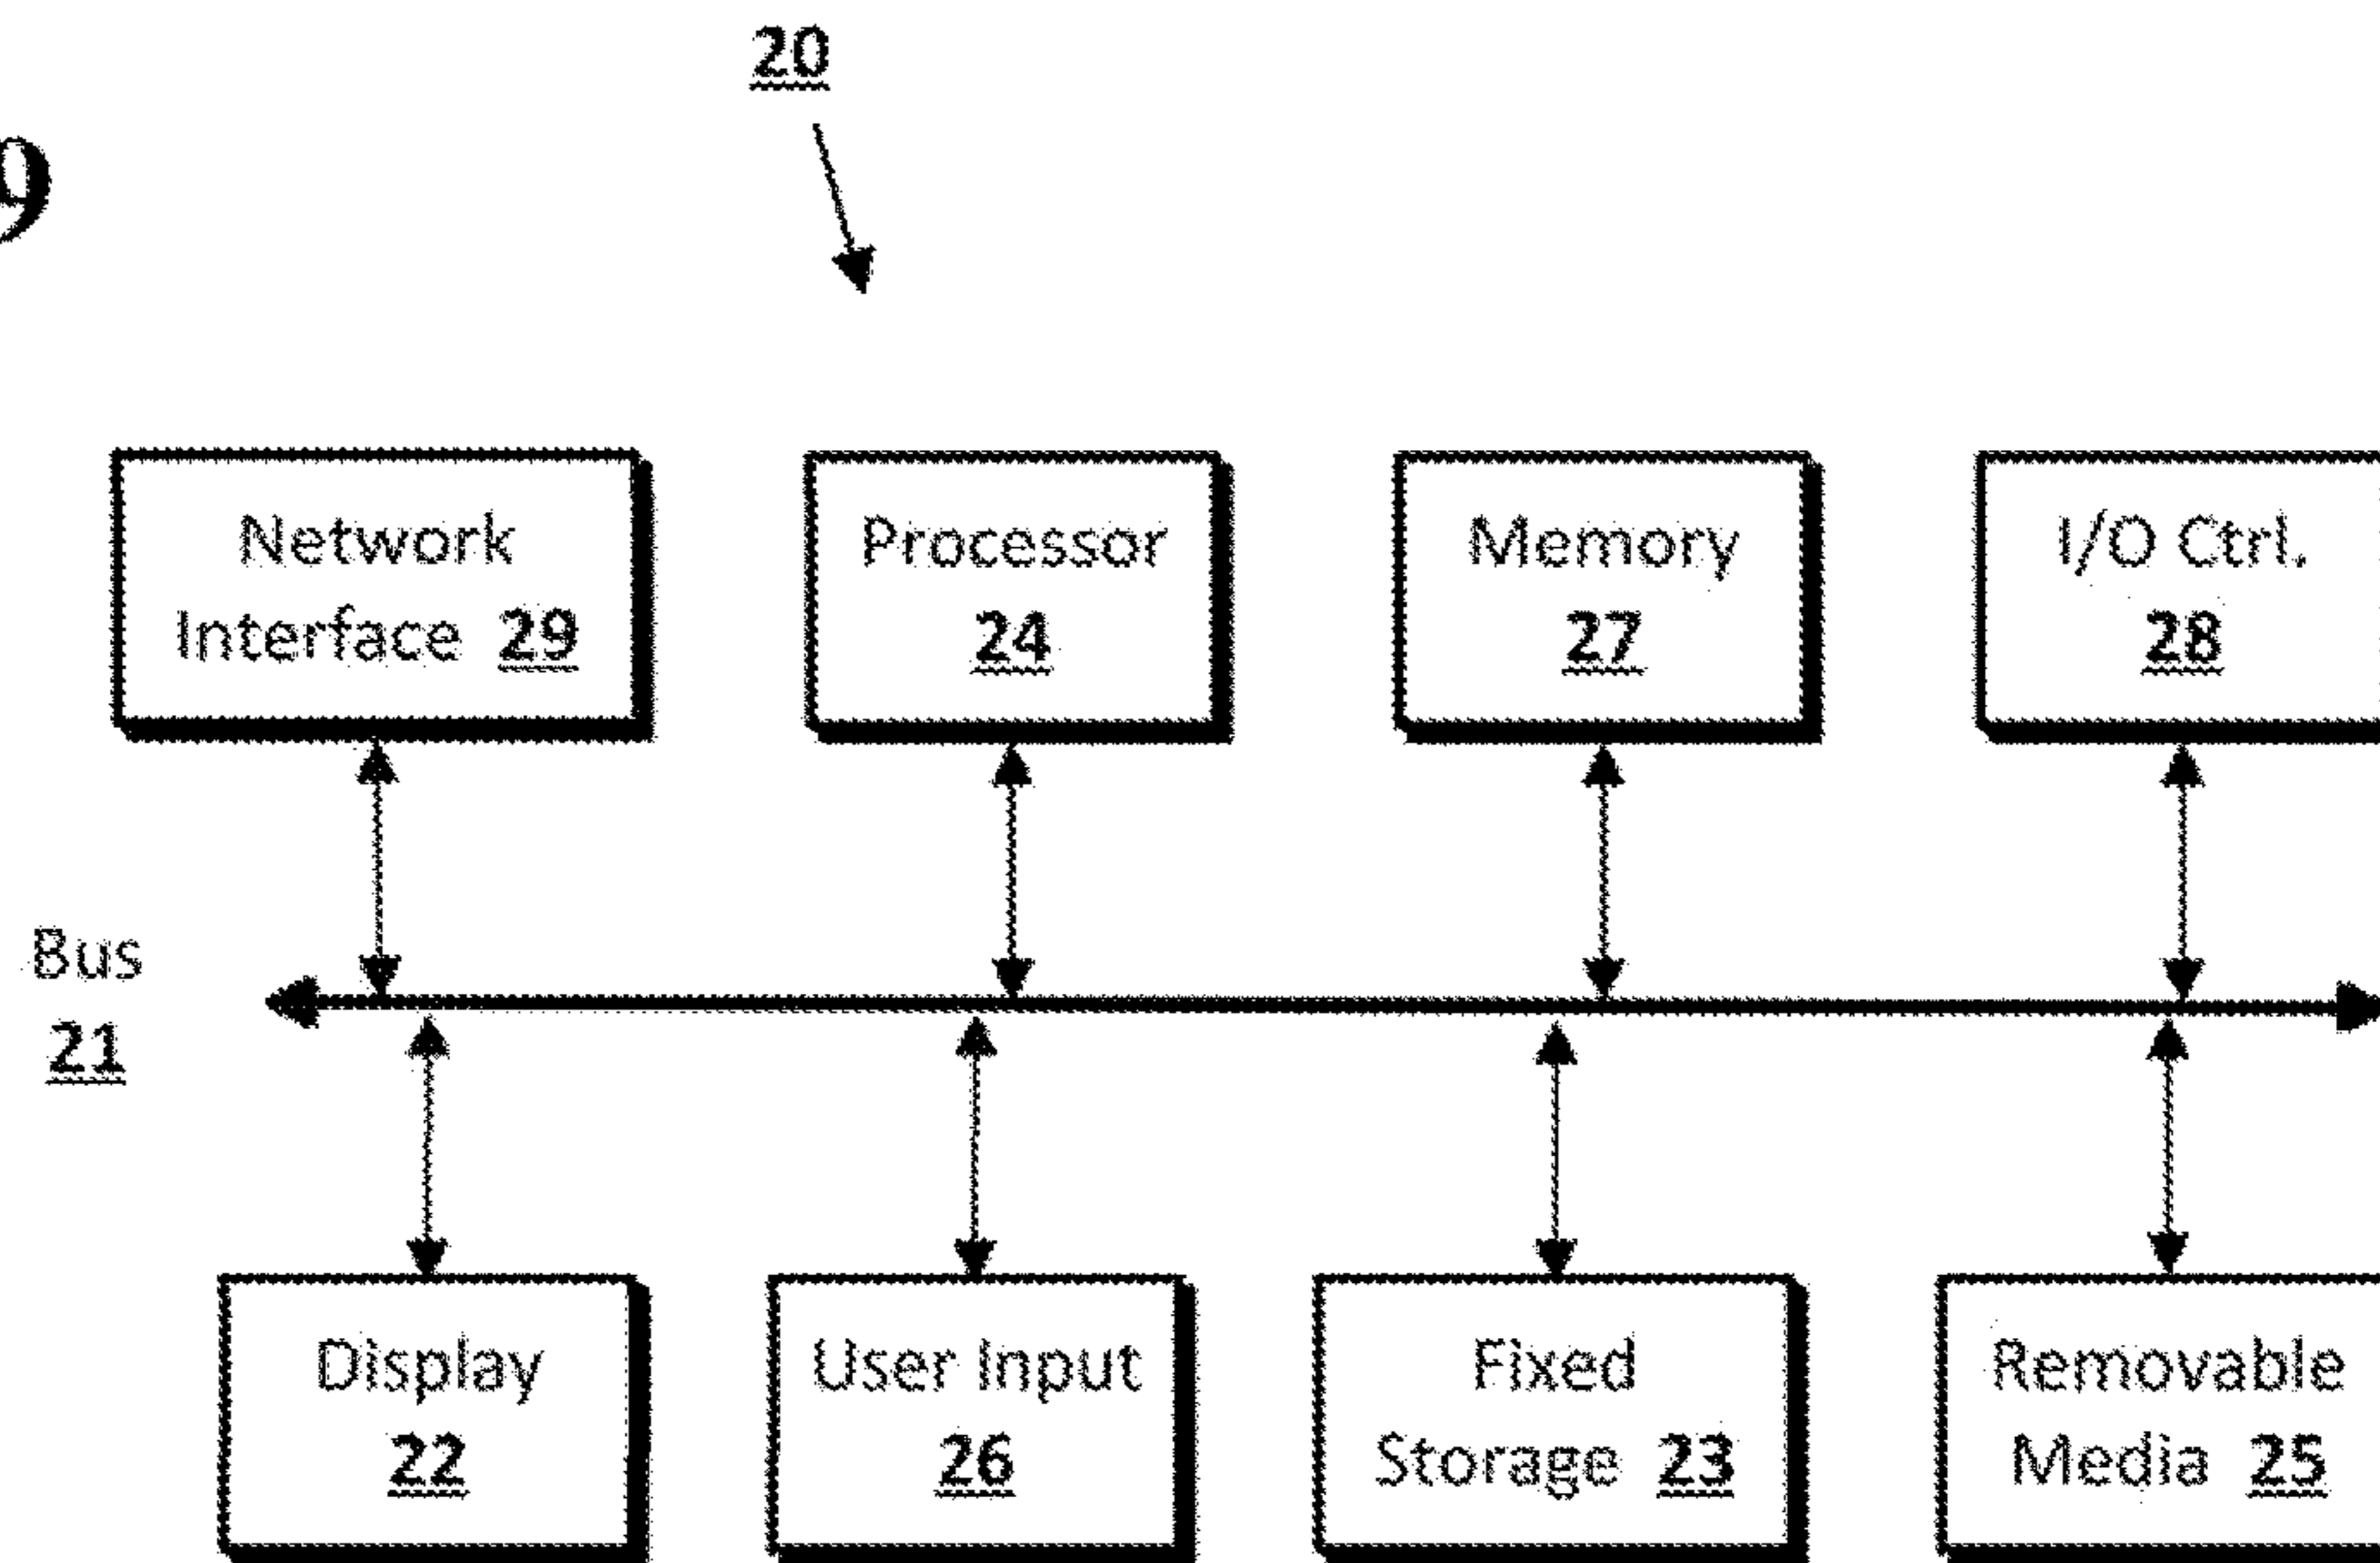 20
9
Network
Interface 29
Processor
24
Memory
27
I/O Ctrl.
28
Bus
21
Display
22
User Input
26
Fixed
Storage 23
Removable
Media 25